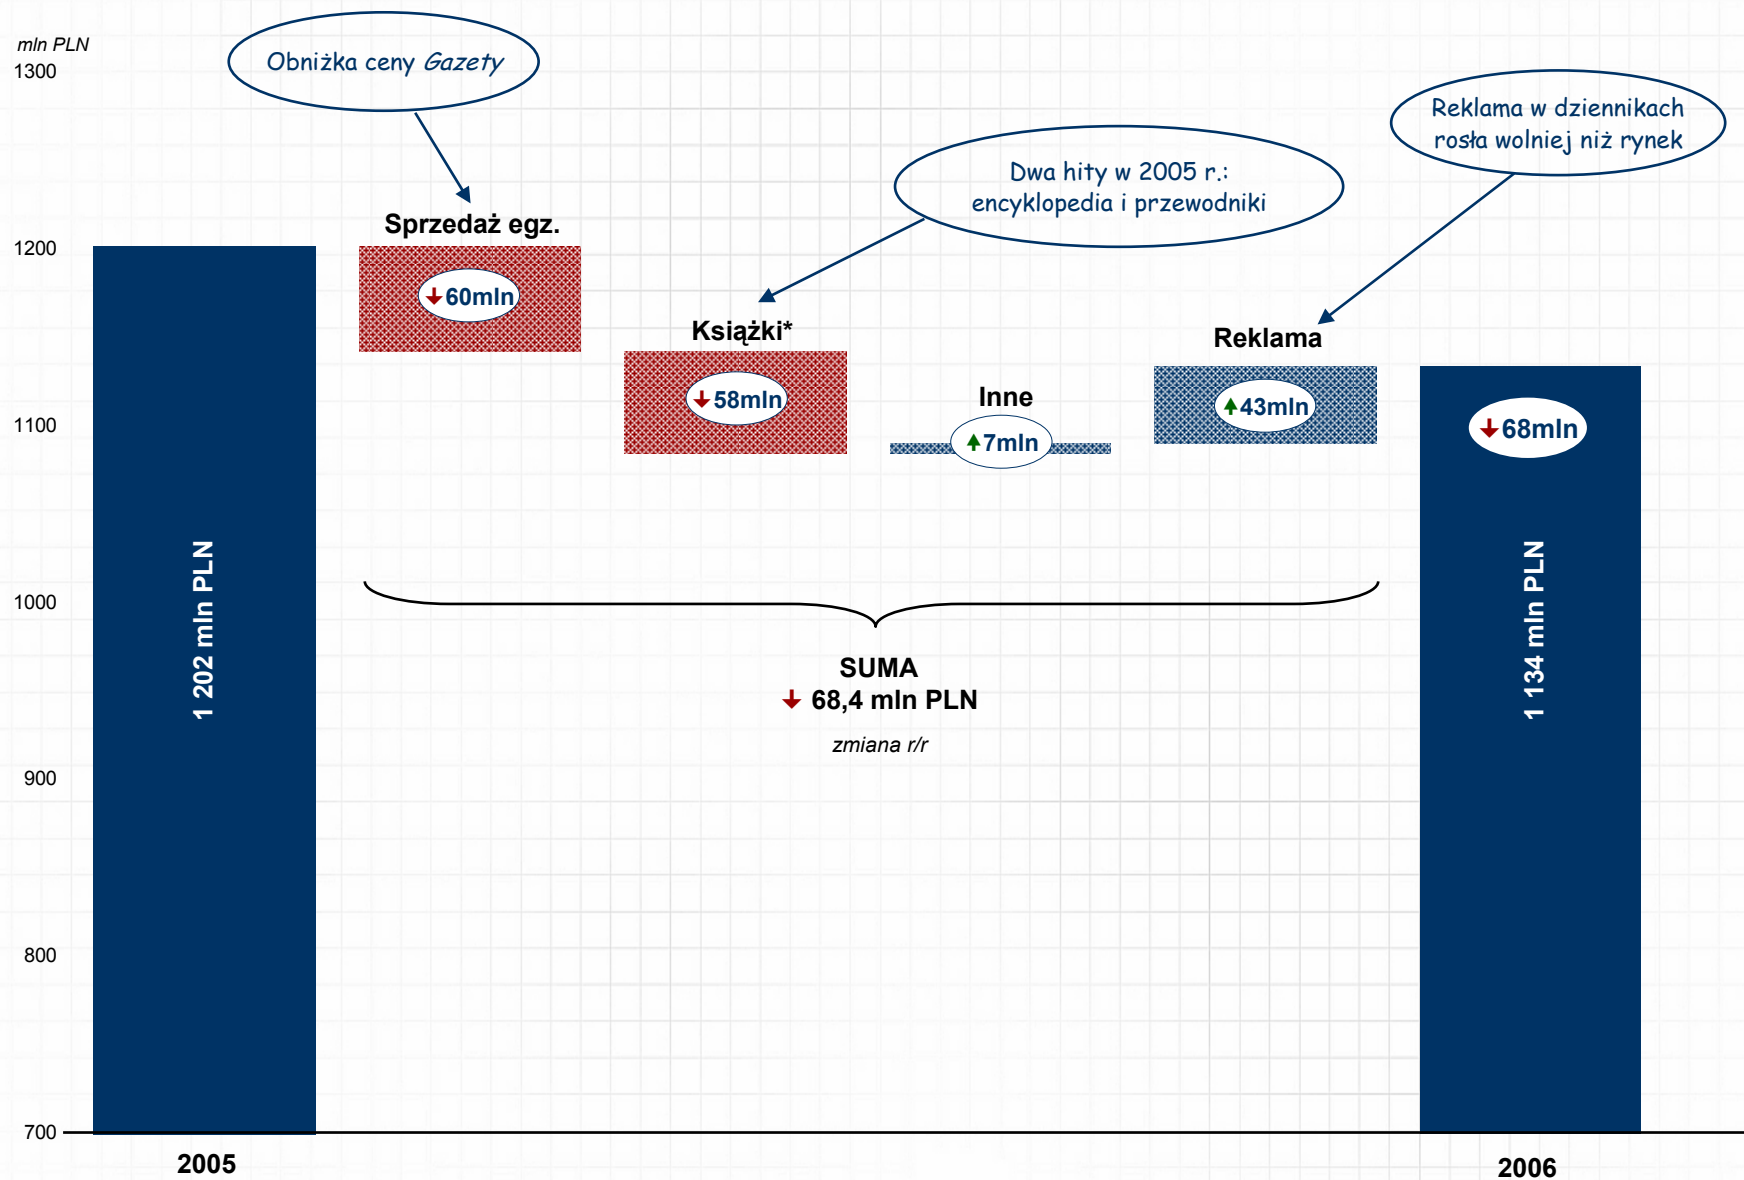 mln PLN
1300
1200
1100
1000
900
800
700
Obniżka ceny Gazety
Dwa hity w 2005 r.:
encyklopedia i przewodniki
Reklama w dziennikach
rosła wolniej niż rynek
Sprzedaż egz.
60mln
Książki*
58mln
Inne
7mln
Reklama
43mln
68mln
1 202 mln PLN
1 134 mln PLN
SUMA
68,4 mln PLN
zmiana r/r
2005
2006